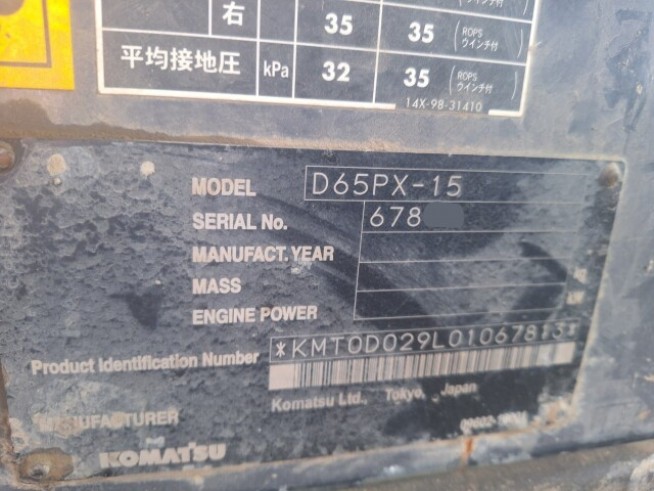 右 35 35 (ROPS ウインチ付)
平均接地圧 kPa 32 35 (ROPS ウインチ付)
14X-98-31410
MODEL D65PX-15
SERIAL No. 678
MANUFACT. YEAR
MASS
ENGINE POWER
Product Identification Number *KMT0D029L01067813*
Komatsu Ltd., Tokyo, Japan
MANUFACTURER
KOMATSU